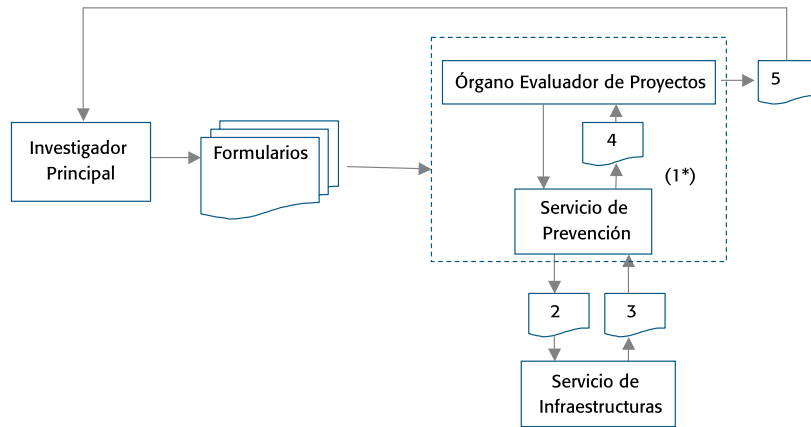 Investigador
Principal
Formularios
Órgano Evaluador de Proyectos
5
4
(1*)
Servicio de
Prevención
2
3
Servicio de
Infraestructuras